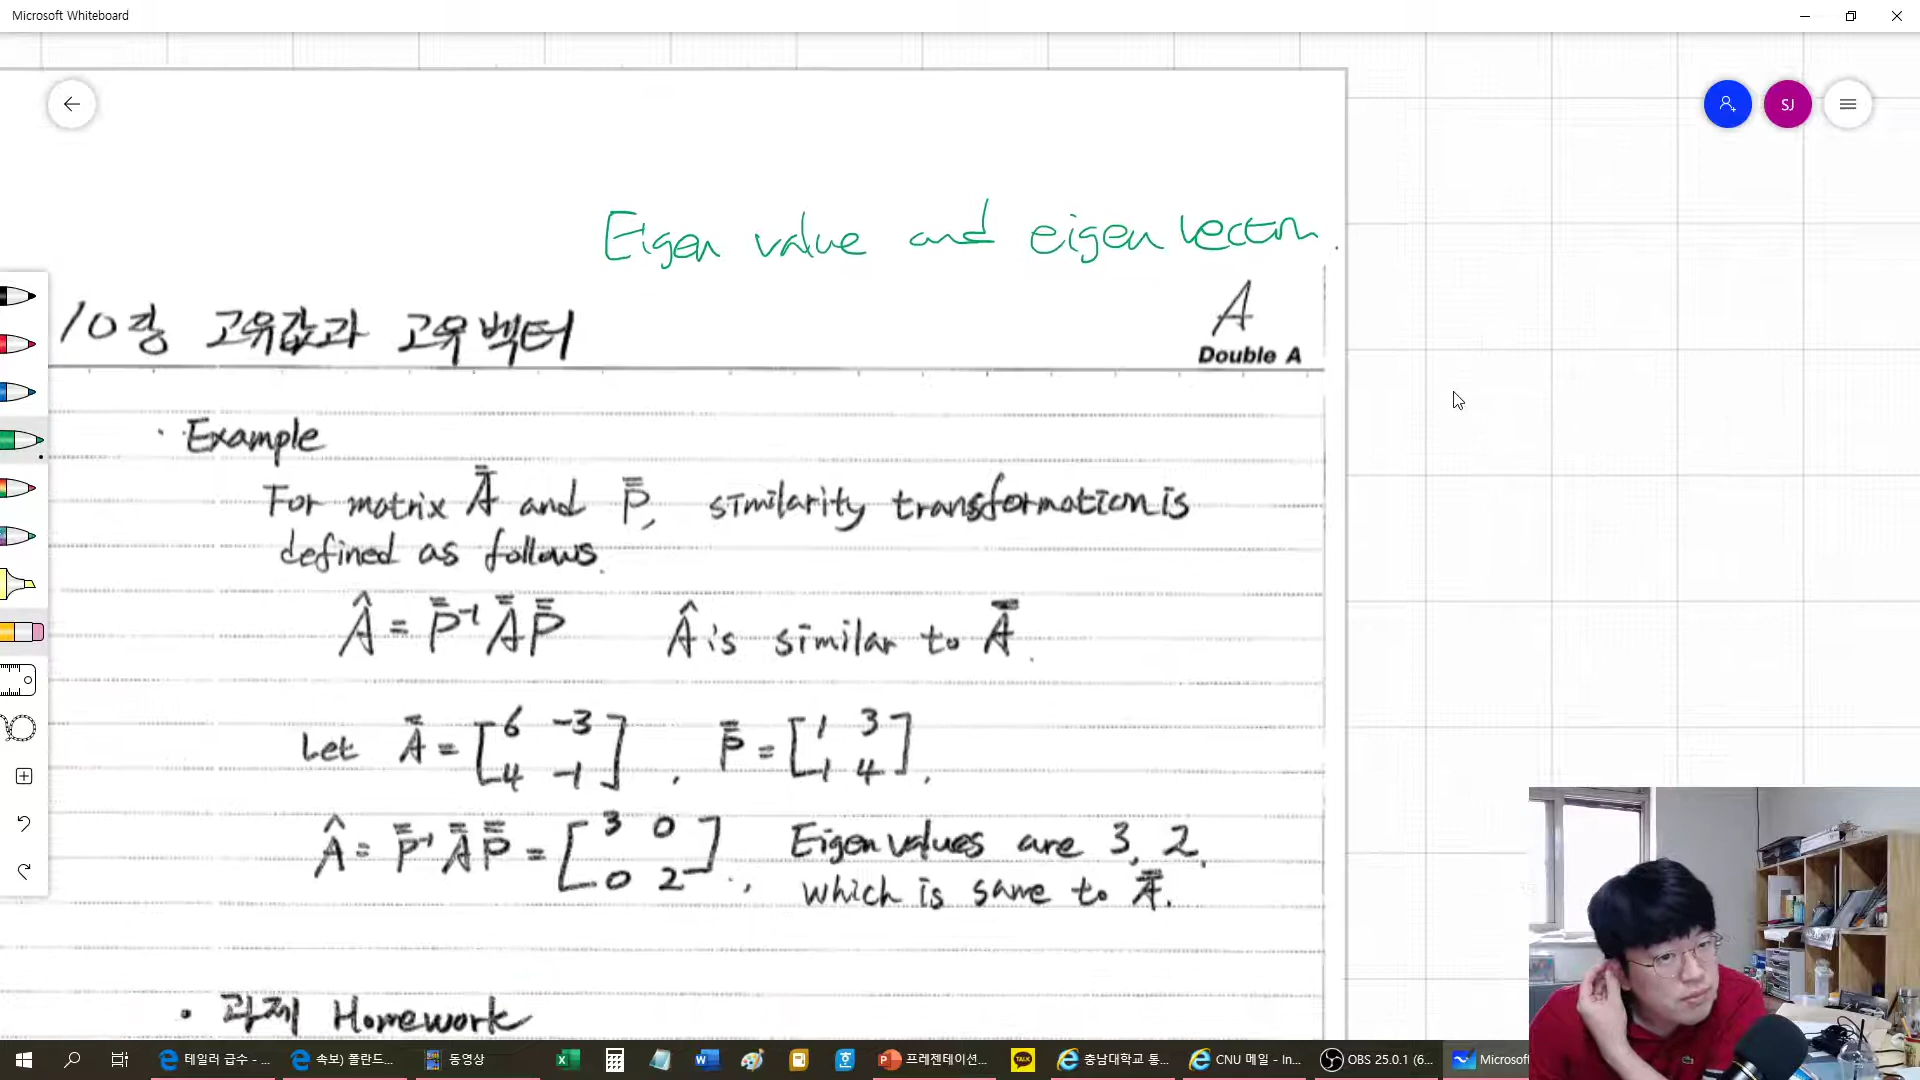 Microsoft Whiteboard
SJ
Eigen value and eigen vector.
10장 고유값과 고유벡터
A
Double A
· Example
For matrix A̿ and P̿, similarity transformation is
defined as follows.
Â = P̿⁻¹ A̿ P̿    Â is similar to A̿.
Let A̿ = [6 -3; 4 -1], P̿ = [1 3; 1 4].
Â = P̿⁻¹ A̿ P̿ = [3 0; 0 2], Eigenvalues are 3, 2.
which is same to A̿.
• 과제 Homework
테일러 급수 - ...
속보) 폴란드...
동영상
프레젠테이션...
TALK
충남대학교 통...
CNU 메일 - In...
OBS 25.0.1 (6...
Microsoft